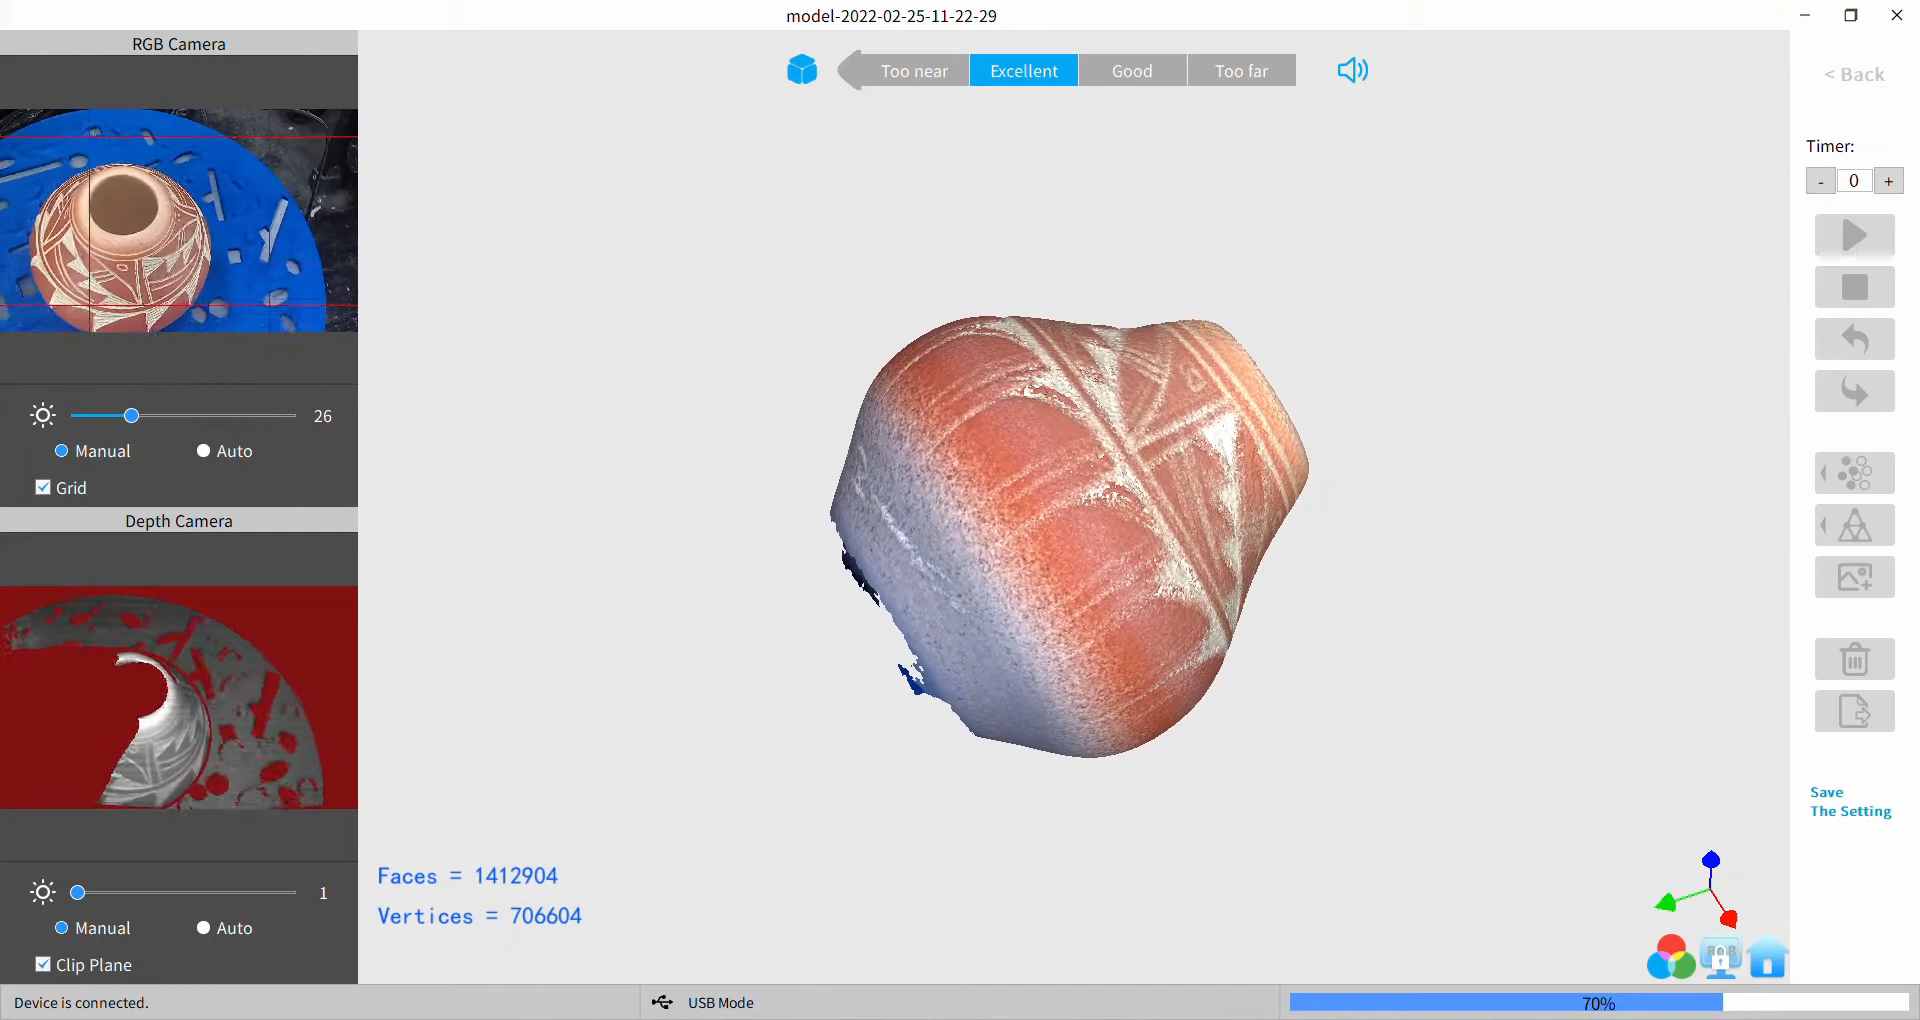 model-2022-02-25-11-22-29
RGB Camera
Too near
Excellent
Good
Too far
< Back
Timer:
- 0 +
26
Manual
Auto
Grid
Depth Camera
Save
The Setting
Faces = 1412904
Vertices = 706604
1
Manual
Auto
Clip Plane
RGB
Device is connected.
USB Mode
70%